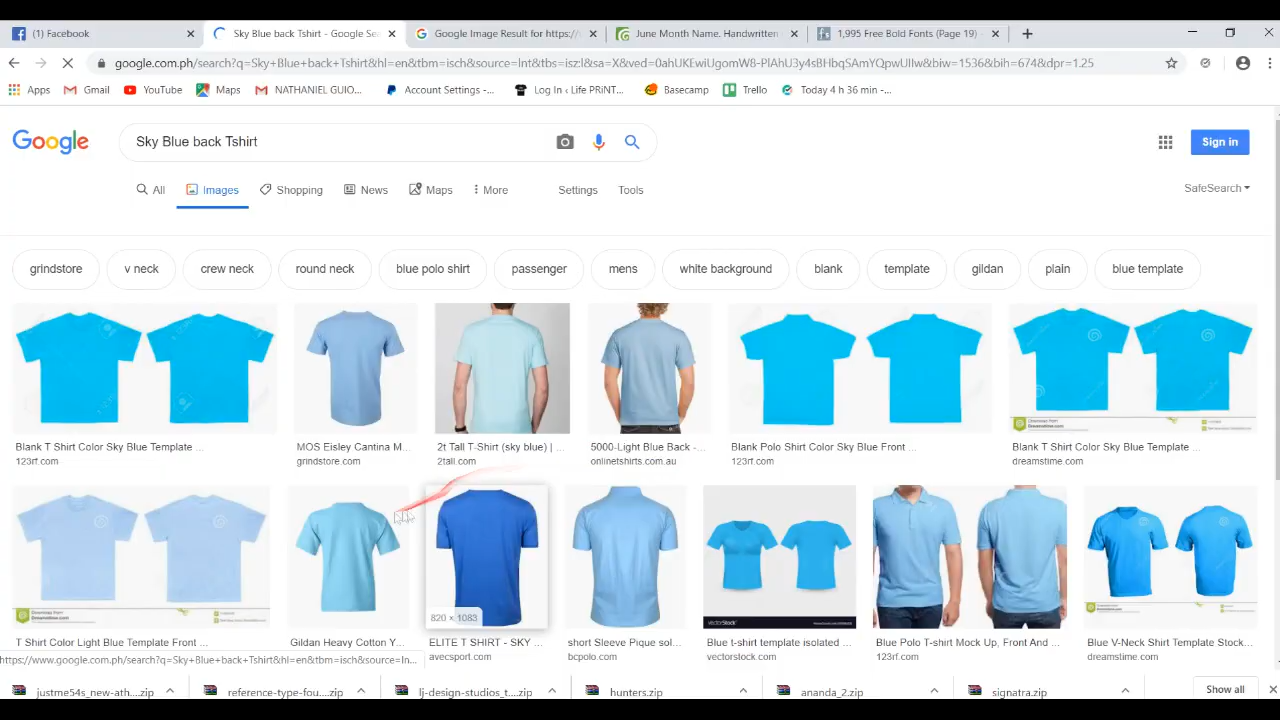 (1) Facebook
Sky Blue back Tshirt - Google Sea
Google Image Result for https://
June Month Name. Handwritten
1,995 Free Bold Fonts (Page 19) -
google.com.ph/search?q=Sky+Blue+back+Tshirt&hl=en&tbm=isch&source=lnt&tbs=isz:l&sa=X&ved=0ahUKEwiUgomW8-PlAhU3y4sBHbqSAmYQpwUIIw&biw=1536&bih=674&dpr=1.25
Apps
Gmail
YouTube
Maps
NATHANIEL GUIO...
Account Settings -...
Log In ‹ Life PRiNT...
Basecamp
Trello
Today 4 h 36 min -...
Google
Sky Blue back Tshirt
Sign in
All
Images
Shopping
News
Maps
More
Settings
Tools
SafeSearch
grindstore
v neck
crew neck
round neck
blue polo shirt
passenger
mens
white background
blank
template
gildan
plain
blue template
Blank T Shirt Color Sky Blue Template ...
123rf.com
MOS Eisley Cantina M...
grindstore.com
2t Tall T-Shirt (sky blue) | ...
2tall.com
5000-Light Blue Back -...
onlinetshirts.com.au
Blank Polo Shirt Color Sky Blue Front ...
123rf.com
Blank T Shirt Color Sky Blue Template ...
dreamstime.com
820 × 1083
T Shirt Color Light Blue Template Front ...
Gildan Heavy Cotton Y...
ELITE T SHIRT - SKY ...
avecsport.com
short Sleeve Pique sol...
bcpolo.com
Blue t-shirt template isolated ...
vectorstock.com
Blue Polo T-shirt Mock Up, Front And ...
123rf.com
Blue V-Neck Shirt Template Stock...
dreamstime.com
https://www.google.com.ph/search?q=Sky+Blue+back+Tshirt&hl=en&tbm=isch&source=ln...
justme54s_new-ath....zip
reference-type-fou....zip
lj-design-studios_t....zip
hunters.zip
ananda_2.zip
signatra.zip
Show all